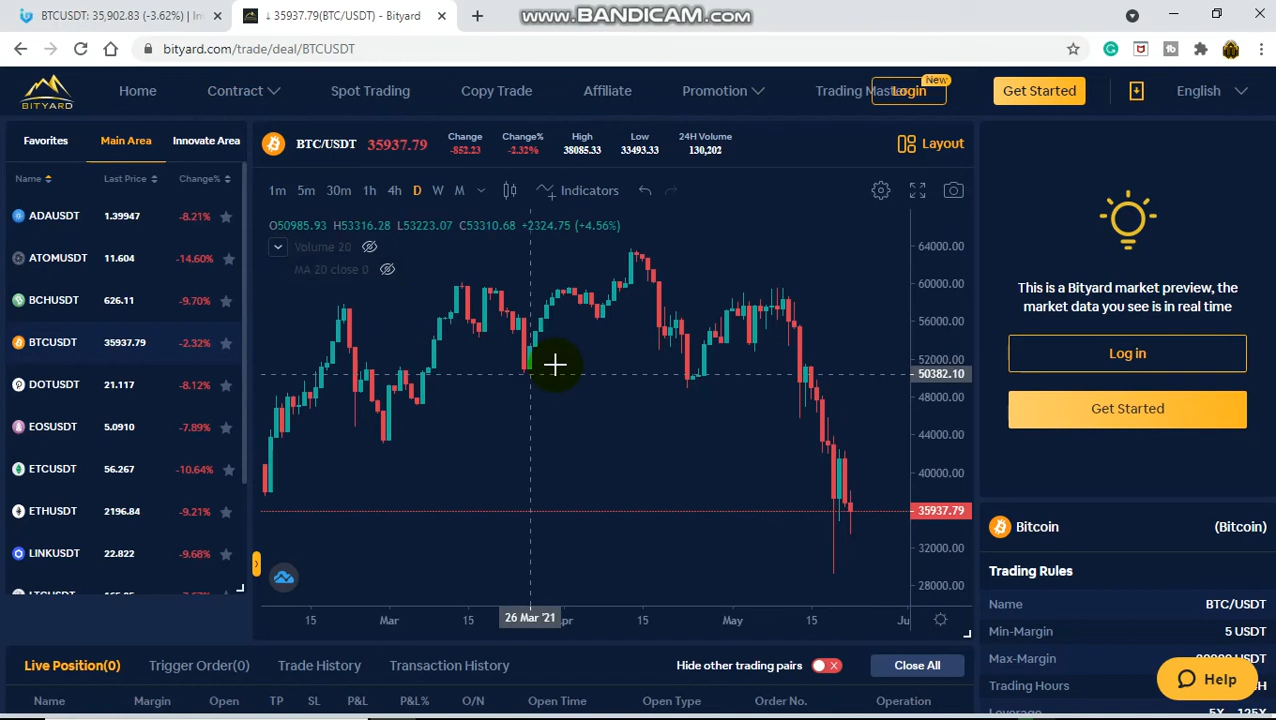 BTCUSDT: 35,902.83 (-3.62%) | In
↓ 35937.79(BTC/USDT) - Bityard
www.BANDICAM.com
bityard.com/trade/deal/BTCUSDT
BITYARD
Home
Contract
Spot Trading
Copy Trade
Affiliate
Promotion
Trading Master
Login
New
Get Started
English
Favorites
Main Area
Innovate Area
Name
Last Price
Change%
ADAUSDT 1.39947 -8.21%
ATOMUSDT 11.604 -14.60%
BCHUSDT 626.11 -9.70%
BTCUSDT 35937.79 -2.32%
DOTUSDT 21.117 -8.12%
EOSUSDT 5.0910 -7.89%
ETCUSDT 56.267 -10.64%
ETHUSDT 2196.84 -9.21%
LINKUSDT 22.822 -9.68%
BTC/USDT 35937.79
Change -852.23
Change% -2.32%
High 38085.33
Low 33493.33
24H Volume 130,202
Layout
1m 5m 30m 1h 4h D W M
Indicators
O50985.93 H53316.28 L53223.07 C53310.68 +2324.75 (+4.56%)
Volume 20
MA 20 close 0
64000.00
60000.00
56000.00
52000.00
50382.10
48000.00
44000.00
40000.00
35937.79
32000.00
28000.00
15 Mar 15 26 Mar '21 pr 15 May 15 Ju
This is a Bityard market preview, the
market data you see is in real time
Log in
Get Started
Bitcoin (Bitcoin)
Trading Rules
Name BTC/USDT
Min-Margin 5 USDT
Max-Margin
Trading Hours
Leverage 5X 125X
Help
Live Position(0)
Trigger Order(0)
Trade History
Transaction History
Hide other trading pairs
X
Close All
Name Margin Open TP SL P&L P&L% O/N Open Time Open Type Order No. Operation